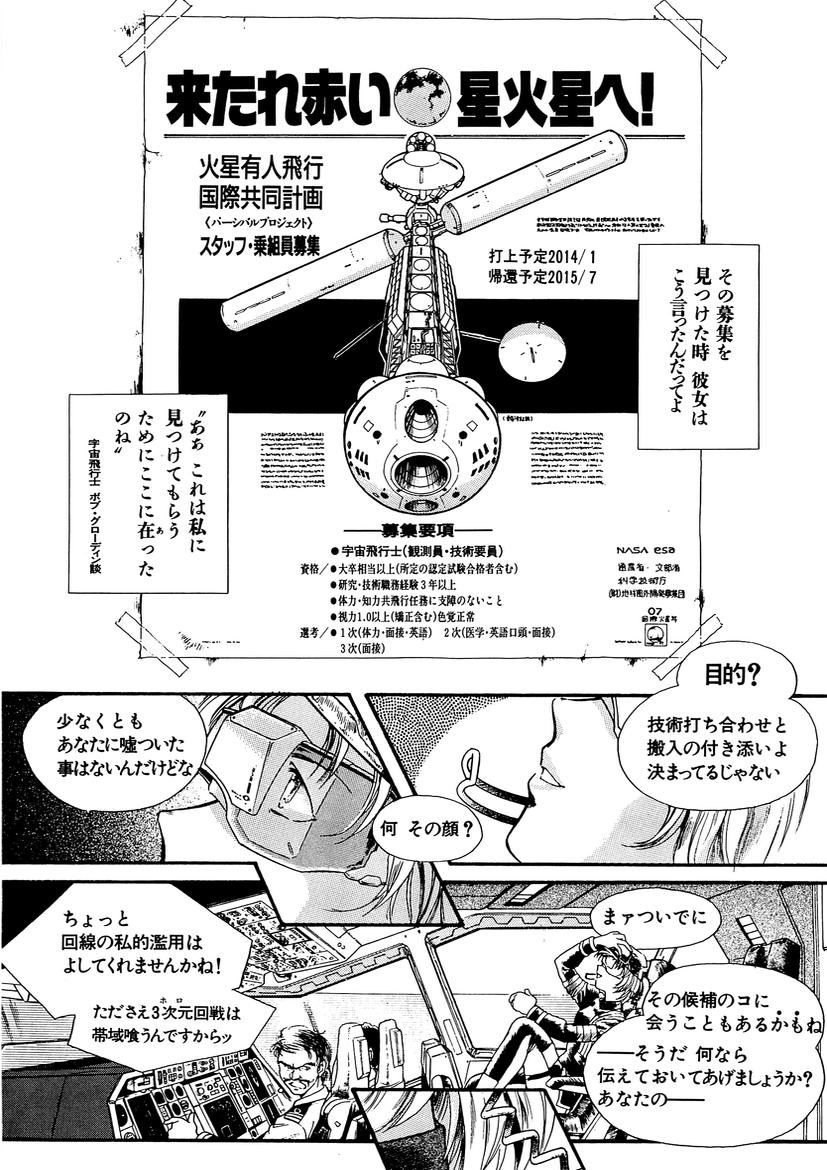 来たれ赤い星火星へ!
火星有人飛行
国際共同計画
《パーシバルプロジェクト》
スタッフ・乗組員募集
打上予定2014/1
帰還予定2015/7
その募集を
見つけた時 彼女は
こう言ったんだってよ
〝あぁ これは私に
見つけてもらう
ためにここに在った
あ
のね〟
宇宙飛行士 ボブ・グローディン談
募集要項
●宇宙飛行士(観測員・技術要員)
資格/●大卒相当以上(所定の認定試験合格者含む)
●研究・技術職務経験3年以上
●体力・知力共飛行任務に支障のないこと
●視力1.0以上(矯正含む)色覚正常
選考/●1次(体力・面接・英語) 2次(医学・英語口頭・面接)
3次(面接)
NASA esa
科学技術庁
07
目的?
技術打ち合わせと
搬入の付き添いよ
決まってるじゃない
少なくとも
あなたに嘘ついた
事はないんだけどな
何 その顔?
まァついでに
その候補のコに
会うこともあるかもね
──そうだ 何なら
伝えておいてあげましょうか?
あなたの──
ちょっと
回線の私的濫用は
よしてくれませんかね!
ホロ
たださえ3次元回戦は
帯域喰うんですからッ